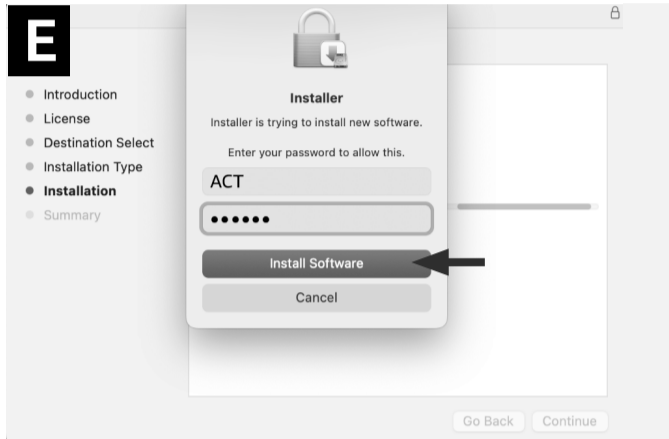 E
Introduction
License
Destination Select
Installation Type
Installation
Summary
Installer
Installer is trying to install new software.
Enter your password to allow this.
ACT
••••••
Install Software
Cancel
Go Back
Continue